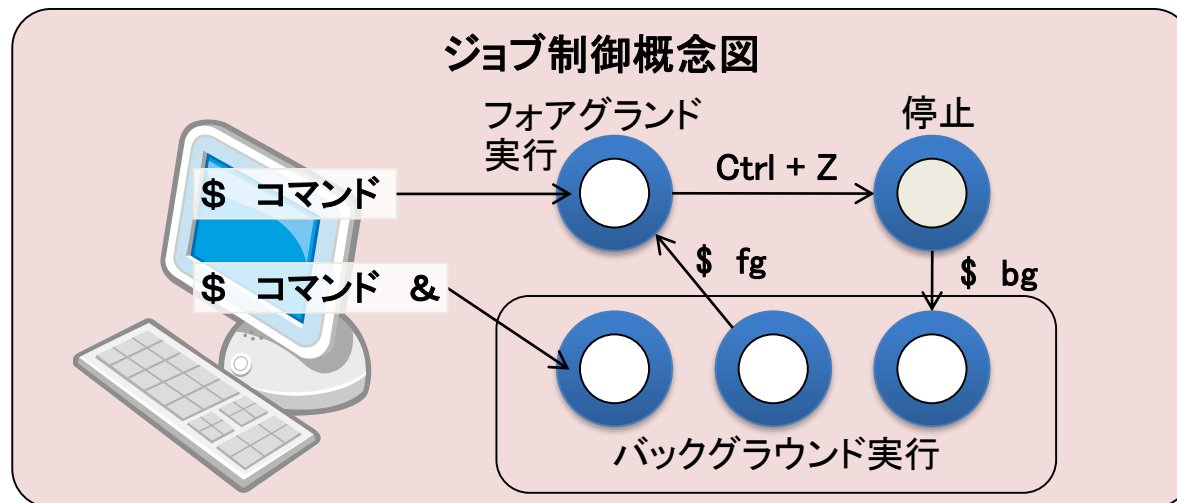 ジョブ制御概念図
フォアグランド
実行
停止
＄　コマンド
Ctrl + Z
＄　コマンド　＆
$ fg
$ bg
バックグラウンド実行